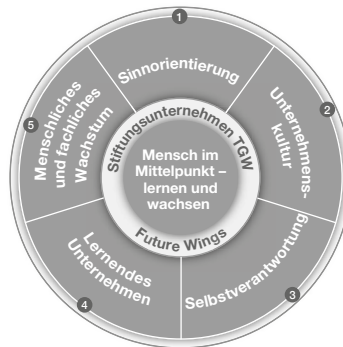 1
Sinnorientierung
2
Unternehmens-
kultur
3
Selbstverantwortung
4
Lernendes
Unternehmen
5
Menschliches
und fachliches
Wachstum
Stiftungsunternehmen TGW
Mensch im
Mittelpunkt –
lernen und
wachsen
Future Wings